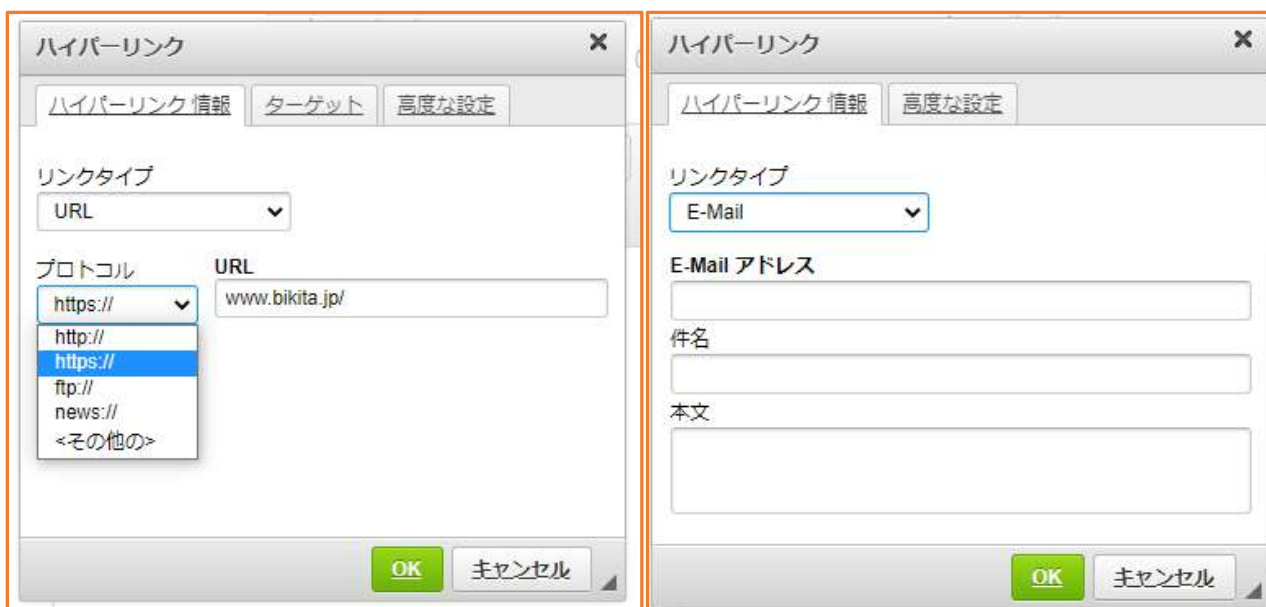 ハイパーリンク
ハイパーリンク 情報 ターゲット 高度な設定
リンクタイプ
URL
プロトコル URL
https:// www.bikita.jp/
http://
https://
ftp://
news://
<その他の>
OK キャンセル
ハイパーリンク
ハイパーリンク 情報 高度な設定
リンクタイプ
E-Mail
E-Mail アドレス
件名
本文
OK キャンセル